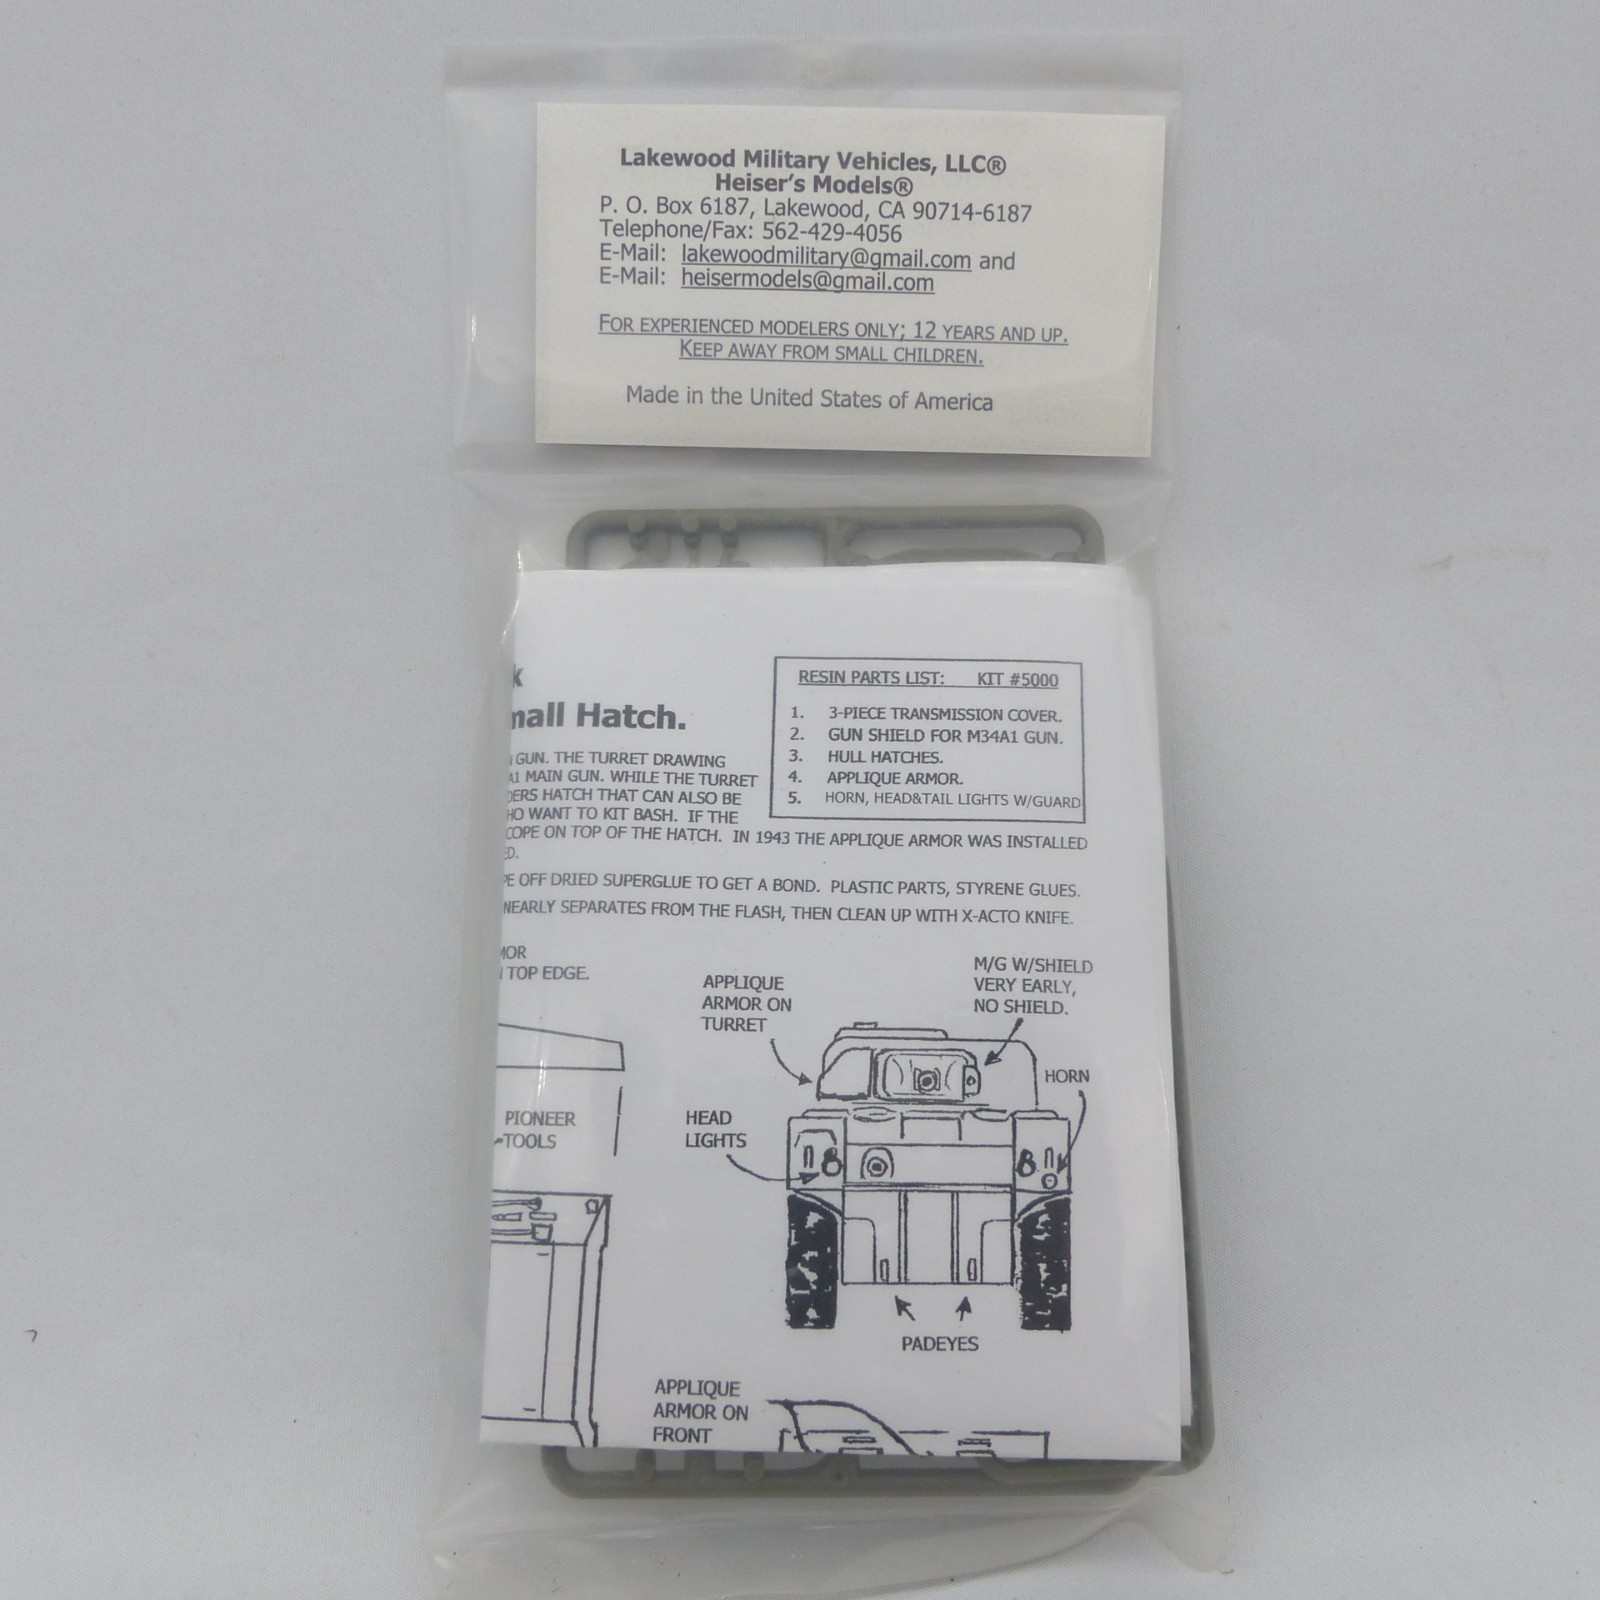 Lakewood Military Vehicles, LLC®
Heiser's Models®
P. O. Box 6187, Lakewood, CA 90714-6187
Telephone/Fax: 562-429-4056
E-Mail: lakewoodmilitary@gmail.com and
E-Mail: heisermodels@gmail.com
FOR EXPERIENCED MODELERS ONLY; 12 YEARS AND UP.
KEEP AWAY FROM SMALL CHILDREN.
Made in the United States of America
k
mall Hatch.
RESIN PARTS LIST: KIT #5000
1. 3-PIECE TRANSMISSION COVER.
2. GUN SHIELD FOR M34A1 GUN.
3. HULL HATCHES.
4. APPLIQUE ARMOR.
5. HORN, HEAD&TAIL LIGHTS W/GUARD
GUN. THE TURRET DRAWING
A1 MAIN GUN. WHILE THE TURRET
DERS HATCH THAT CAN ALSO BE
HO WANT TO KIT BASH. IF THE
COPE ON TOP OF THE HATCH. IN 1943 THE APPLIQUE ARMOR WAS INSTALLED
ED.
PE OFF DRIED SUPERGLUE TO GET A BOND. PLASTIC PARTS, STYRENE GLUES.
NEARLY SEPARATES FROM THE FLASH, THEN CLEAN UP WITH X-ACTO KNIFE.
MOR
TOP EDGE.
APPLIQUE
ARMOR ON
TURRET
M/G W/SHIELD
VERY EARLY,
NO SHIELD.
HORN
HEAD
LIGHTS
PIONEER
TOOLS
PADEYES
APPLIQUE
ARMOR ON
FRONT